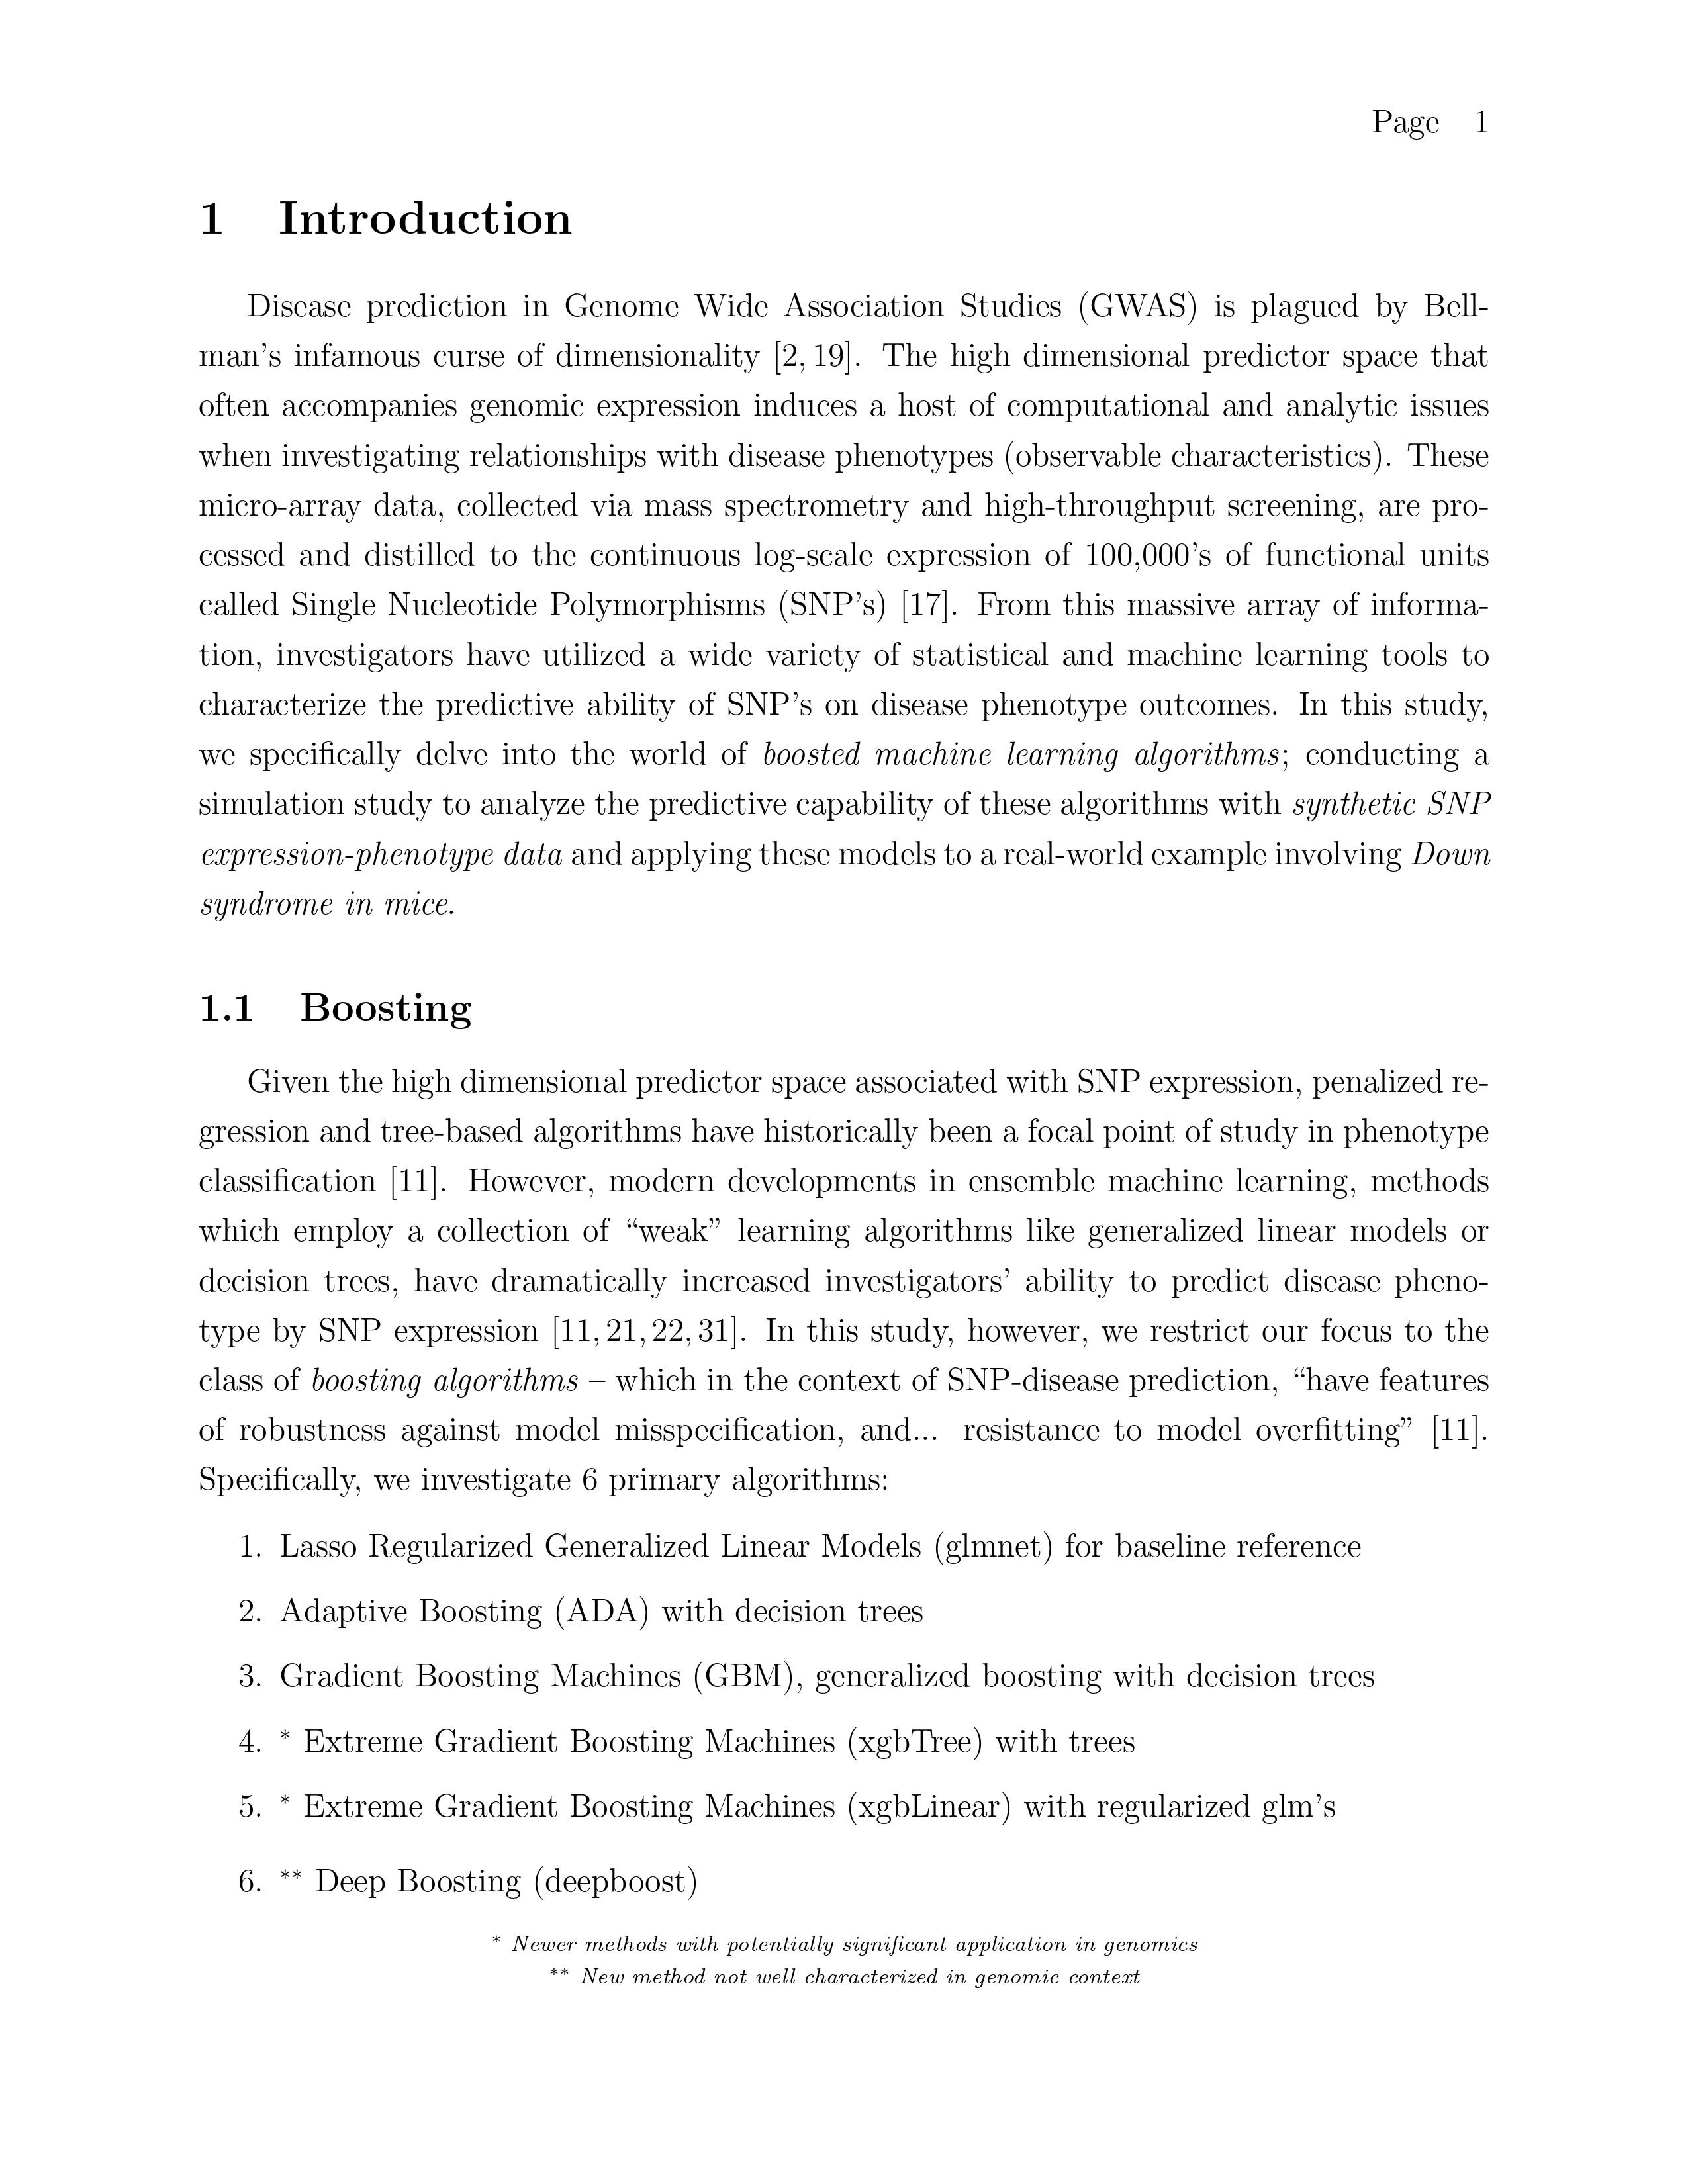 Page 1
1 Introduction
Disease prediction in Genome Wide Association Studies (GWAS) is plagued by Bell-
man's infamous curse of dimensionality [2, 19]. The high dimensional predictor space that
often accompanies genomic expression induces a host of computational and analytic issues
when investigating relationships with disease phenotypes (observable characteristics). These
micro-array data, collected via mass spectrometry and high-throughput screening, are pro-
cessed and distilled to the continuous log-scale expression of 100,000's of functional units
called Single Nucleotide Polymorphisms (SNP's) [17]. From this massive array of informa-
tion, investigators have utilized a wide variety of statistical and machine learning tools to
characterize the predictive ability of SNP's on disease phenotype outcomes. In this study,
we specifically delve into the world of boosted machine learning algorithms; conducting a
simulation study to analyze the predictive capability of these algorithms with synthetic SNP
expression-phenotype data and applying these models to a real-world example involving Down
syndrome in mice.
1.1 Boosting
Given the high dimensional predictor space associated with SNP expression, penalized re-
gression and tree-based algorithms have historically been a focal point of study in phenotype
classification [11]. However, modern developments in ensemble machine learning, methods
which employ a collection of “weak” learning algorithms like generalized linear models or
decision trees, have dramatically increased investigators' ability to predict disease pheno-
type by SNP expression [11, 21, 22, 31]. In this study, however, we restrict our focus to the
class of boosting algorithms – which in the context of SNP-disease prediction, “have features
of robustness against model misspecification, and... resistance to model overfitting” [11].
Specifically, we investigate 6 primary algorithms:
1. Lasso Regularized Generalized Linear Models (glmnet) for baseline reference
2. Adaptive Boosting (ADA) with decision trees
3. Gradient Boosting Machines (GBM), generalized boosting with decision trees
4. * Extreme Gradient Boosting Machines (xgbTree) with trees
5. * Extreme Gradient Boosting Machines (xgbLinear) with regularized glm's
6. ** Deep Boosting (deepboost)
* Newer methods with potentially significant application in genomics
** New method not well characterized in genomic context